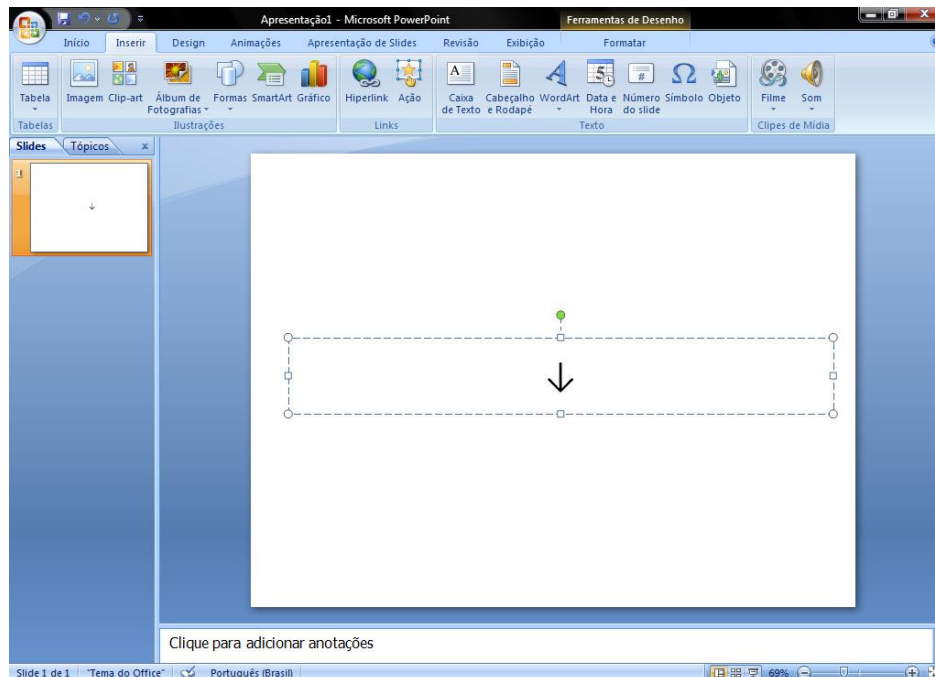 Apresentação1 - Microsoft PowerPoint
Ferramentas de Desenho
Início Inserir Design Animações Apresentação de Slides Revisão Exibição Formatar
Tabela Imagem Clip-art Álbum de Formas SmartArt Gráfico Hiperlink Ação Caixa Cabeçalho WordArt Data e Número Símbolo Objeto Filme Som
Fotografias de Texto e Rodapé Hora do slide
Tabelas Ilustrações Links Texto Clipes de Mídia
Slides Tópicos x
1
↓
↓
Clique para adicionar anotações
Slide 1 de 1 "Tema do Office" Português (Brasil) 69%